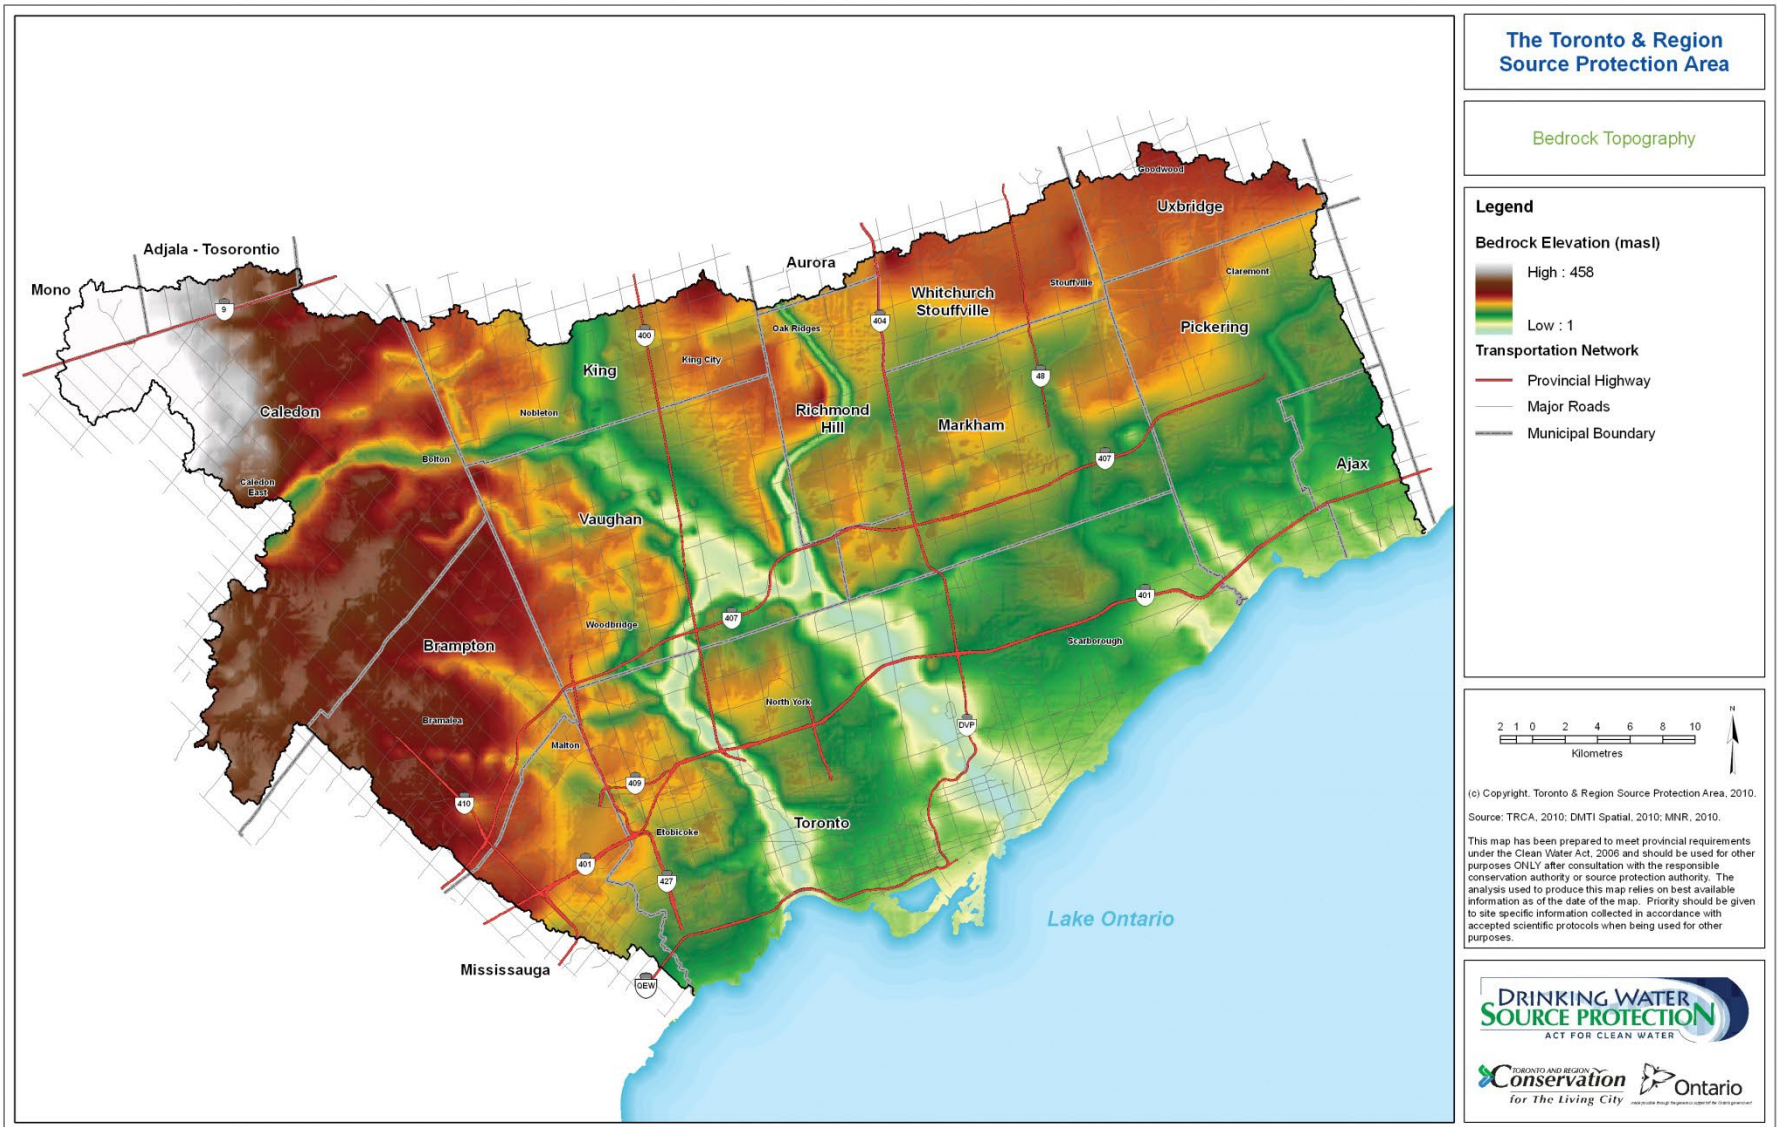 The Toronto & Region
Source Protection Area
Bedrock Topography
Legend
Bedrock Elevation (masl)
High : 458
Low : 1
Transportation Network
Provincial Highway
Major Roads
Municipal Boundary
2 1 0 2 4 6 8 10
Kilometres
N
(c) Copyright. Toronto & Region Source Protection Area, 2010.
Source: TRCA, 2010; DMTI Spatial, 2010; MNR, 2010.
This map has been prepared to meet provincial requirements
under the Clean Water Act, 2006 and should be used for other
purposes ONLY after consultation with the responsible
conservation authority or source protection authority. The
analysis used to produce this map relies on best available
information as of the date of the map. Priority should be given
to site specific information collected in accordance with
accepted scientific protocols when being used for other
purposes.
DRINKING WATER
SOURCE PROTECTION
ACT FOR CLEAN WATER
TORONTO AND REGION
Conservation
for The Living City
Ontario
Goodwood
Uxbridge
Adjala - Tosorontio
Mono
Aurora
Claremont
Stouffville
Whitchurch
Stouffville
9
400
404
Oak Ridges
Pickering
King City
King
48
Caledon
Nobleton
Richmond
Hill
Markham
Bolton
407
Ajax
Caledon
East
Vaughan
401
407
Woodbridge
Scarborough
Brampton
North York
Bramalea
DVP
Malton
409
410
Toronto
Etobicoke
401
427
Lake Ontario
Mississauga
QEW